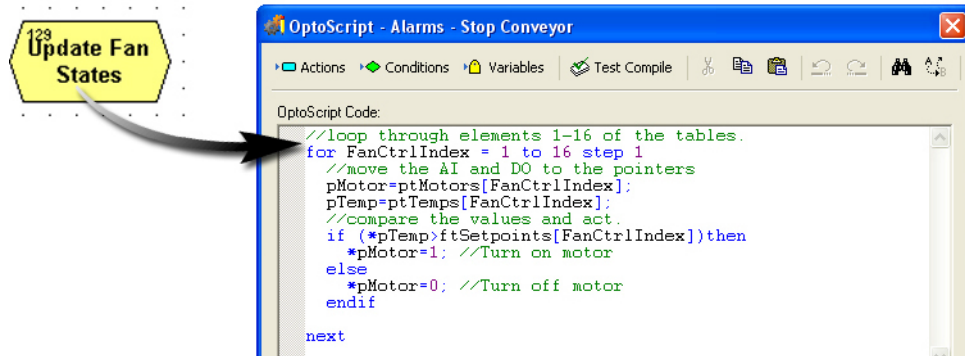 129
Update Fan
States
OptoScript - Alarms - Stop Conveyor
Actions Conditions Variables Test Compile
OptoScript Code:
//loop through elements 1-16 of the tables.
for FanCtrlIndex = 1 to 16 step 1
//move the AI and DO to the pointers
pMotor=ptMotors[FanCtrlIndex];
pTemp=ptTemps[FanCtrlIndex];
//compare the values and act.
if (*pTemp>ftSetpoints[FanCtrlIndex])then
*pMotor=1; //Turn on motor
else
*pMotor=0; //Turn off motor
endif
next